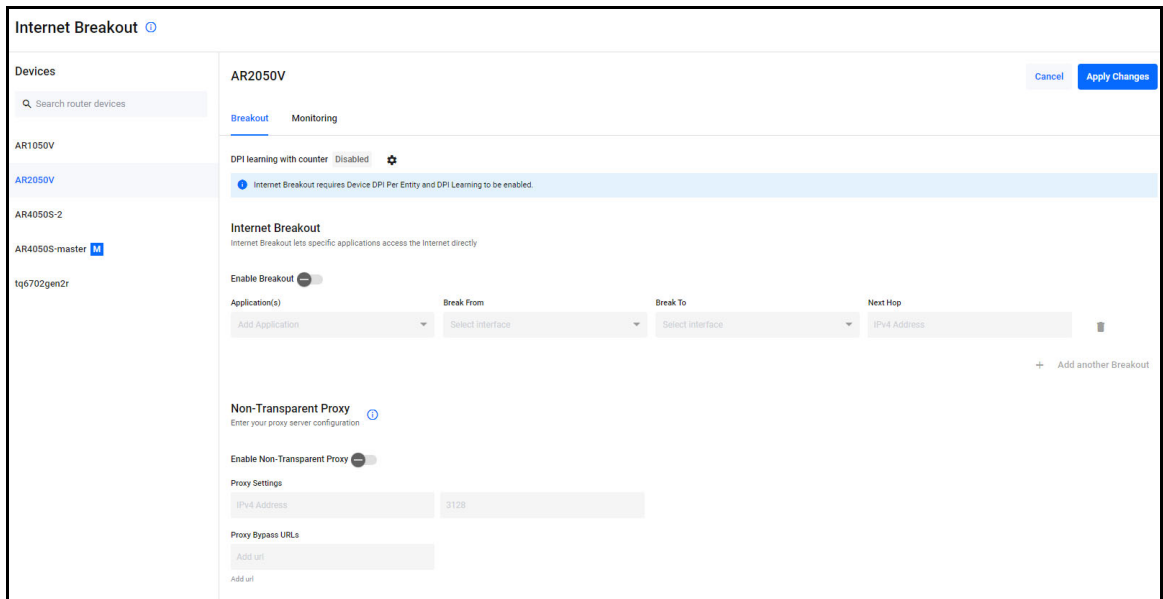 Internet Breakout
Devices
Search router devices
AR1050V
AR2050V
AR4050S-2
AR4050S-master M
tq6702gen2r
AR2050V
Cancel
Apply Changes
Breakout Monitoring
DPI learning with counter Disabled
Internet Breakout requires Device DPI Per Entity and DPI Learning to be enabled.
Internet Breakout
Internet Breakout lets specific applications access the Internet directly
Enable Breakout
Application(s) Break From Break To Next Hop
Add Application Select interface Select interface IPv4 Address
+ Add another Breakout
Non-Transparent Proxy
Enter your proxy server configuration
Enable Non-Transparent Proxy
Proxy Settings
IPv4 Address 3128
Proxy Bypass URLs
Add url
Add url